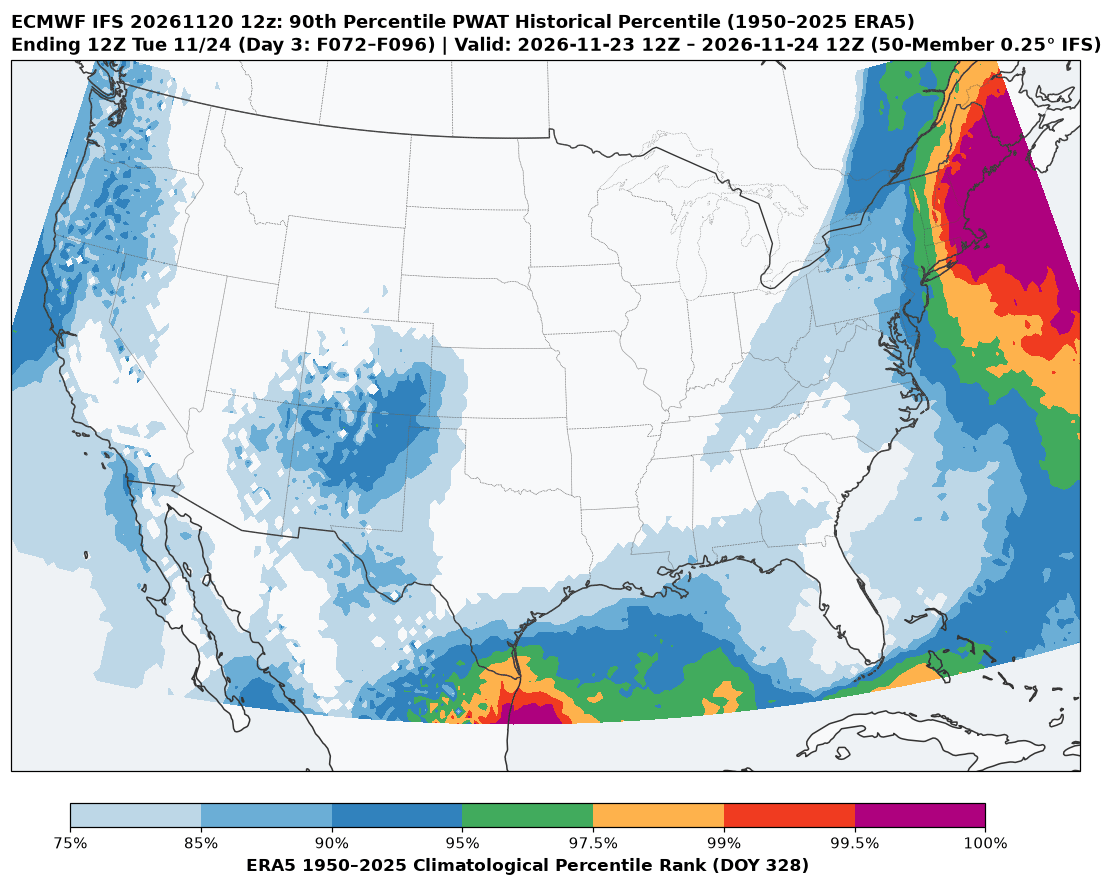 ECMWF IFS 20261120 12z: 90th Percentile PWAT Historical Percentile (1950–2025 ERA5)
Ending 12Z Tue 11/24 (Day 3: F072–F096) | Valid: 2026-11-23 12Z – 2026-11-24 12Z (50-Member 0.25° IFS)
75% 85% 90% 95% 97.5% 99% 99.5% 100%
ERA5 1950–2025 Climatological Percentile Rank (DOY 328)